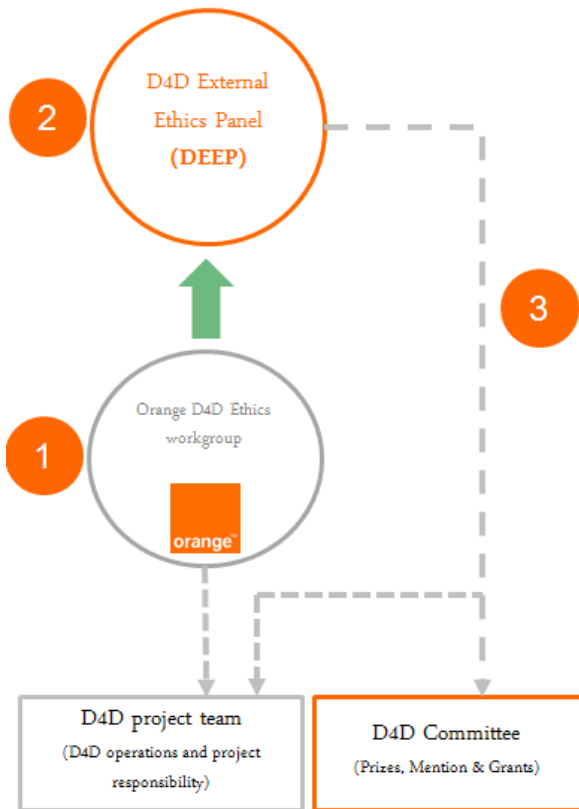 2
D4D External
Ethics Panel
(DEEP)
3
1
Orange D4D Ethics
workgroup
orange™
D4D project team
(D4D operations and project
responsibility)
D4D Committee
(Prizes, Mention & Grants)